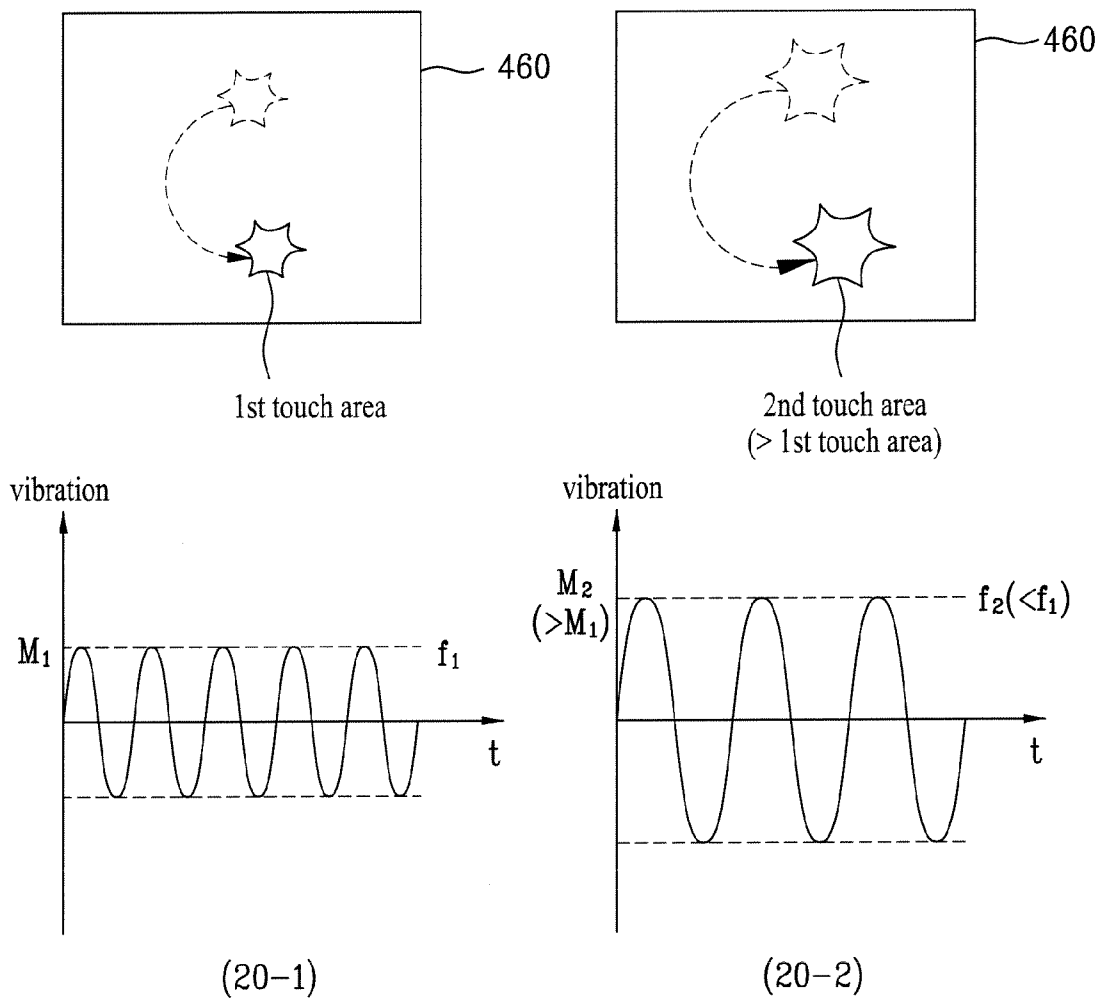 460
460
1st touch area
2nd touch area
(> 1st touch area)
vibration
M₁
f₁
t
(20-1)
vibration
M₂
(>M₁)
f₂(<f₁)
t
(20-2)